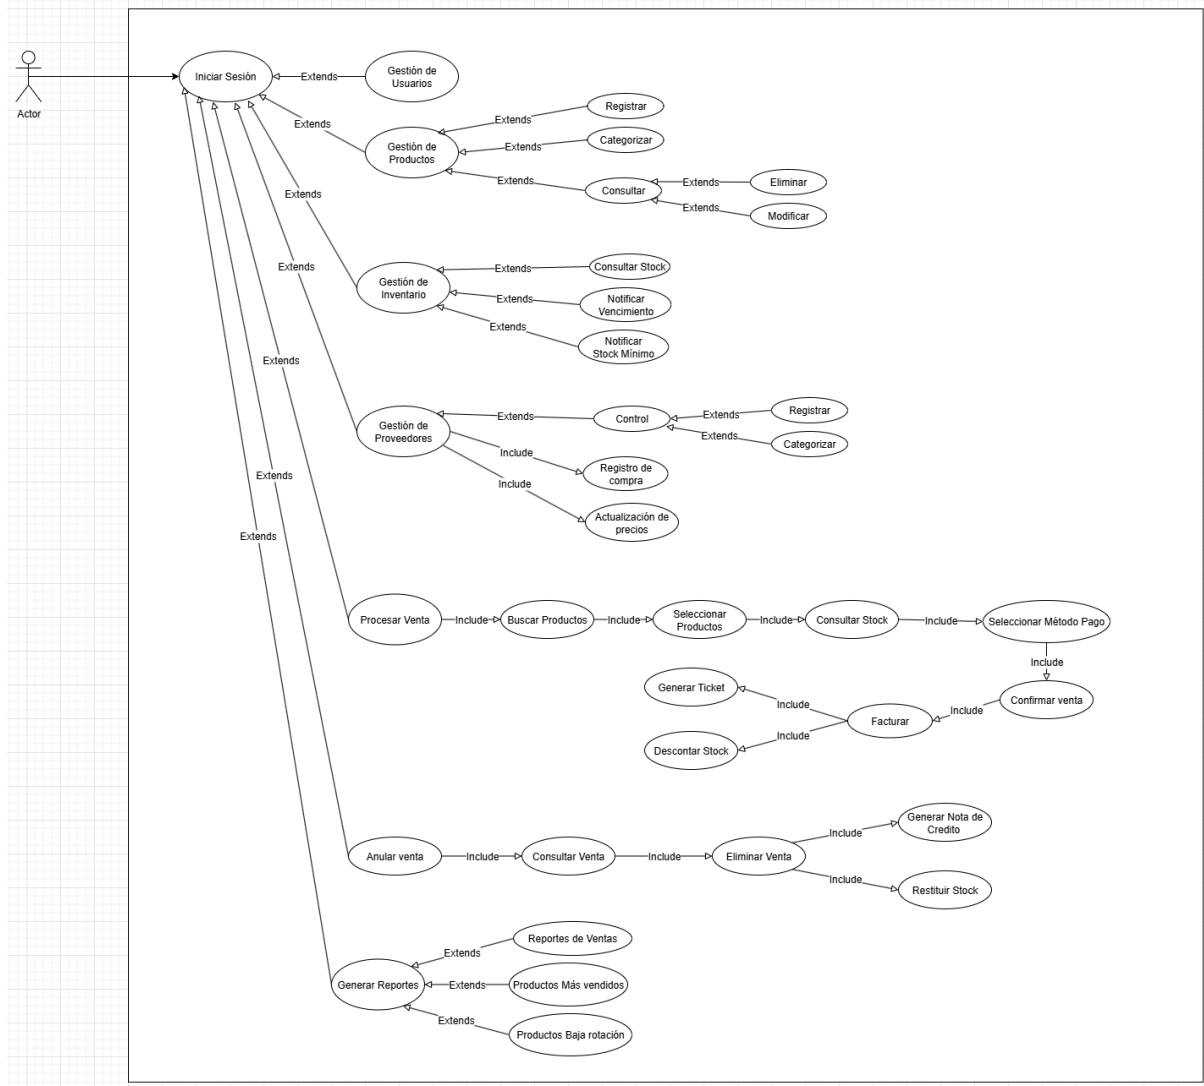 Actor
Iniciar Sesión
Extends
Gestión de
Usuarios
Extends
Gestión de
Productos
Extends
Registrar
Extends
Categorizar
Extends
Consultar
Extends
Eliminar
Extends
Modificar
Extends
Gestión de
Inventario
Extends
Consultar Stock
Extends
Notificar
Vencimiento
Extends
Notificar
Stock Mínimo
Extends
Gestión de
Proveedores
Extends
Control
Extends
Registrar
Extends
Categorizar
Include
Registro de
compra
Include
Actualización de
precios
Extends
Procesar Venta
Include
Buscar Productos
Include
Seleccionar
Productos
Include
Consultar Stock
Include
Seleccionar Método Pago
Include
Confirmar venta
Include
Facturar
Include
Generar Ticket
Include
Descontar Stock
Extends
Anular venta
Include
Consultar Venta
Include
Eliminar Venta
Include
Generar Nota de
Credito
Include
Restituir Stock
Extends
Generar Reportes
Extends
Reportes de Ventas
Extends
Productos Más vendidos
Extends
Productos Baja rotación